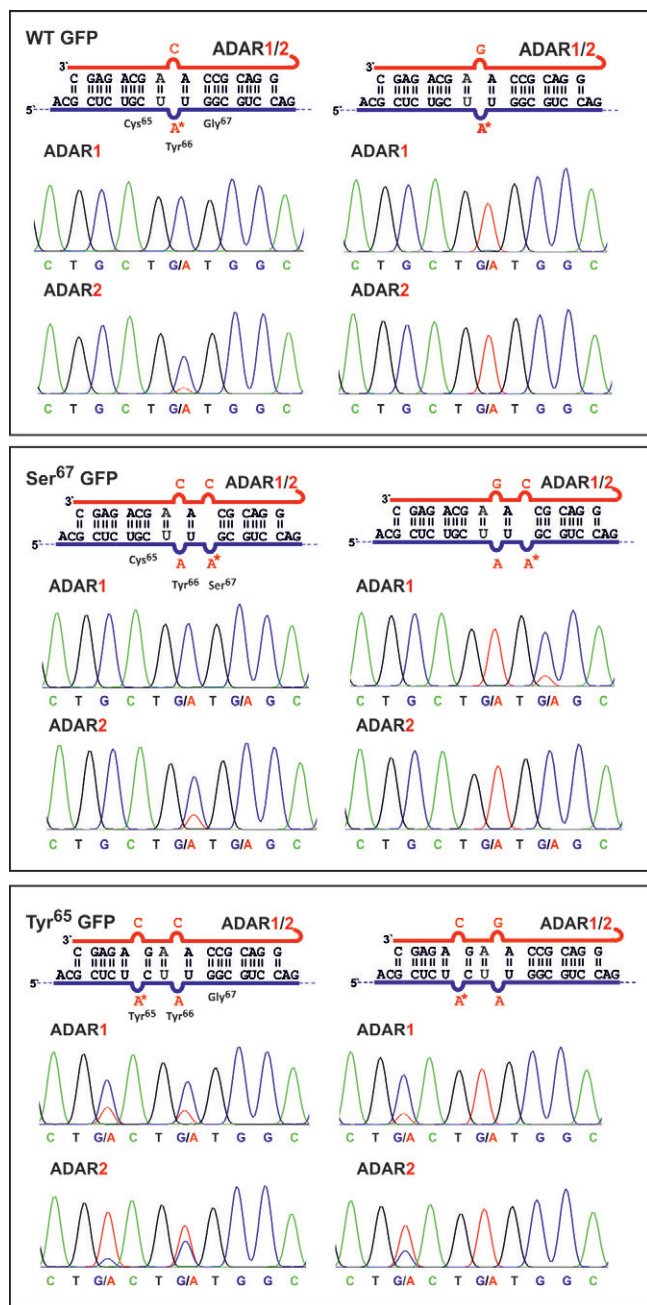 WT GFP
C
ADAR1/2
3`
C GAG ACG A A CCG CAG G
5` ACG CUC UGC U U GGC GUC CAG
Cys65 A* Gly67
Tyr66
ADAR1
C T G C T G/A T G G C
ADAR2
C T G C T G/A T G G C
G
ADAR1/2
3`
C GAG ACG A A CCG CAG G
5` ACG CUC UGC U U GGC GUC CAG
A*
ADAR1
C T G C T G/A T G G C
ADAR2
C T G C T G/A T G G C
Ser67 GFP
C C ADAR1/2
3`
C GAG ACG A A CG CAG G
5` ACG CUC UGC U U GC GUC CAG
Cys65 A A*
Tyr66 Ser67
ADAR1
C T G C T G/A T G/A G C
ADAR2
C T G C T G/A T G/A G C
G C ADAR1/2
3`
C GAG ACG A A CG CAG G
5` ACG CUC UGC U U GC GUC CAG
A A*
ADAR1
C T G C T G/A T G/A G C
ADAR2
C T G C T G/A T G/A G C
Tyr65 GFP
C C ADAR1/2
3`
C GAG A G A A CCG CAG G
5` ACG CUC U C U U GGC GUC CAG
A* A Gly67
Tyr65 Tyr66
ADAR1
C T G/A C T G/A T G G C
ADAR2
C T G/A C T G/A T G G C
C G ADAR1/2
3`
C GAG A G A A CCG CAG G
5` ACG CUC U C U U GGC GUC CAG
A* A
ADAR1
C T G/A C T G/A T G G C
ADAR2
C T G/A C T G/A T G G C